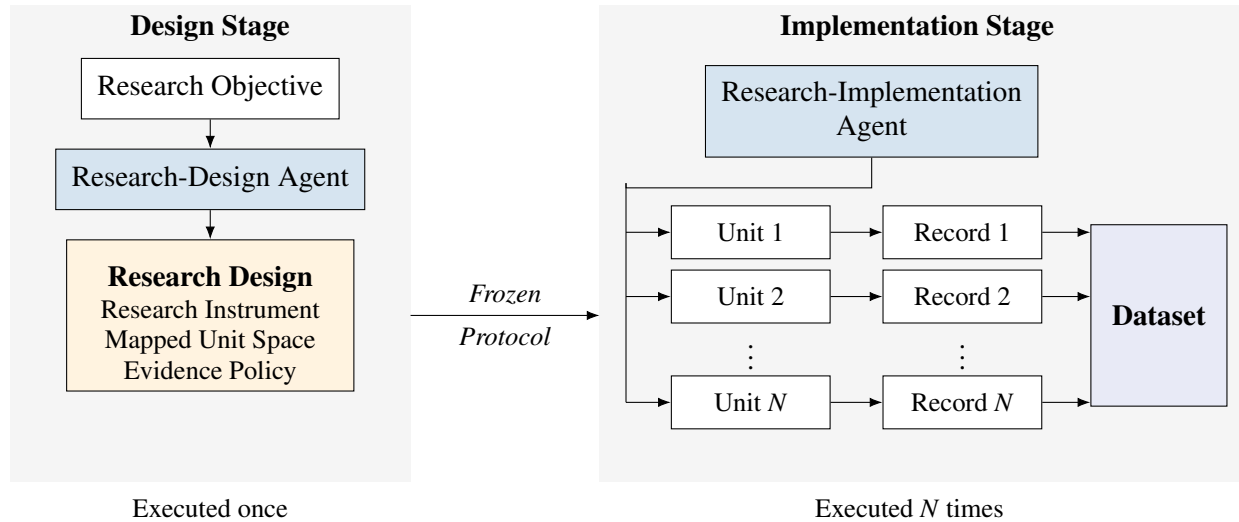 Design Stage
Research Objective
Research-Design Agent
Research Design
Research Instrument
Mapped Unit Space
Evidence Policy
Executed once
Frozen
Protocol
Implementation Stage
Research-Implementation
Agent
Unit 1
Record 1
Unit 2
Record 2
⋮
⋮
Unit N
Record N
Dataset
Executed N times